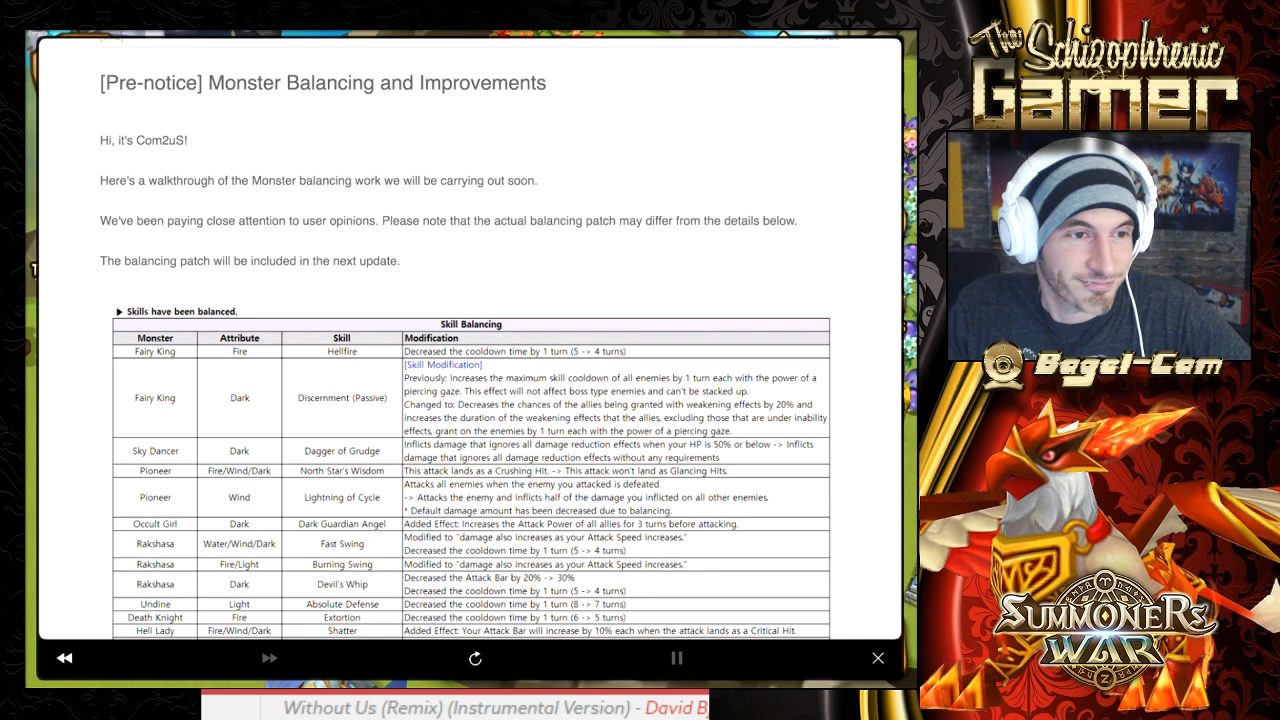 [Pre-notice] Monster Balancing and Improvements
Hi, it's Com2uS!
Here's a walkthrough of the Monster balancing work we will be carrying out soon.
We've been paying close attention to user opinions. Please note that the actual balancing patch may differ from the details below.
The balancing patch will be included in the next update.
▶ Skills have been balanced.
Skill Balancing
Monster Attribute Skill Modification
Fairy King Fire Hellfire Decreased the cooldown time by 1 turn (5 -> 4 turns)
[Skill Modification]
Previously: Increases the maximum skill cooldown of all enemies by 1 turn each with the power of a
piercing gaze. This effect will not affect boss type enemies and can't be stacked up.
Fairy King Dark Discernment (Passive)
Changed to: Decreases the chances of the allies being granted with weakening effects by 20% and
increases the duration of the weakening effects that the allies, excluding those that are under inability
effects, grant on the enemies by 1 turn each with the power of a piercing gaze.
Sky Dancer Dark Dagger of Grudge
Inflicts damage that ignores all damage reduction effects when your HP is 50% or below -> Inflicts
damage that ignores all damage reduction effects without any requirements
Pioneer Fire/Wind/Dark North Star's Wisdom This attack lands as a Crushing Hit. -> This attack won't land as Glancing Hits.
Attacks all enemies when the enemy you attacked is defeated
Pioneer Wind Lightning of Cycle -> Attacks the enemy and inflicts half of the damage you inflicted on all other enemies.
* Default damage amount has been decreased due to balancing.
Occult Girl Dark Dark Guardian Angel Added Effect: Increases the Attack Power of all allies for 3 turns before attacking.
Rakshasa Water/Wind/Dark Fast Swing
Modified to "damage also increases as your Attack Speed increases."
Decreased the cooldown time by 1 turn (5 -> 4 turns)
Rakshasa Fire/Light Burning Swing Modified to "damage also increases as your Attack Speed increases."
Rakshasa Dark Devil's Whip
Decreased the Attack Bar by 20% -> 30%
Decreased the cooldown time by 1 turn (5 -> 4 turns)
Undine Light Absolute Defense Decreased the cooldown time by 1 turn (8 -> 7 turns)
Death Knight Fire Extortion Decreased the cooldown time by 1 turn (6 -> 5 turns)
Hell Lady Fire/Wind/Dark Shatter Added Effect: Your Attack Bar will increase by 10% each when the attack lands as a Critical Hit.
Without Us (Remix) (Instrumental Version) - David B
The
Schizophrenic
Gamer
Bagel-Cam
SUMMONERS
WAR